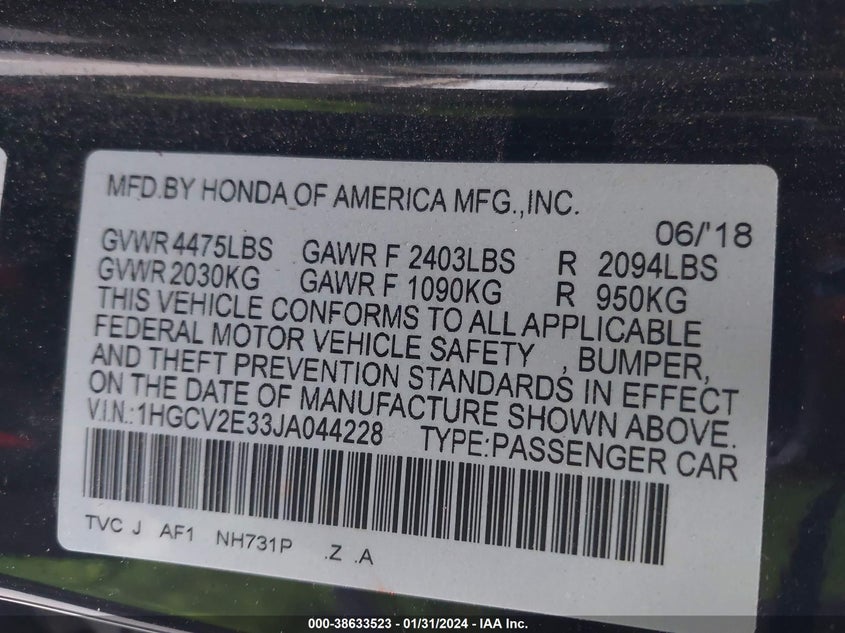 MFD.BY HONDA OF AMERICA MFG.,INC.
06/'18
GVWR 4475LBS GAWR F 2403LBS R 2094LBS
GVWR 2030KG GAWR F 1090KG R 950KG
THIS VEHICLE CONFORMS TO ALL APPLICABLE
FEDERAL MOTOR VEHICLE SAFETY , BUMPER,
AND THEFT PREVENTION STANDARDS IN EFFECT
ON THE DATE OF MANUFACTURE SHOWN ABOVE.
V.I.N.:1HGCV2E33JA044228 TYPE:PASSENGER CAR
TVC J AF1 NH731P .Z .A
000-38633523 - 01/31/2024 - IAA Inc.